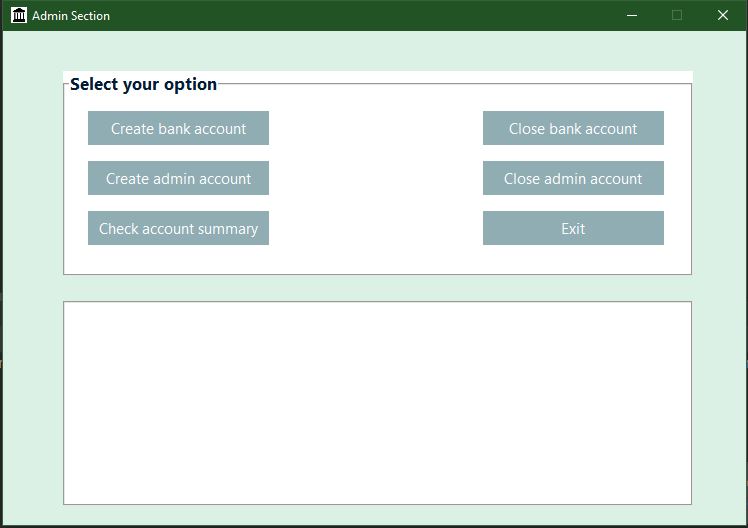 Admin Section
Select your option
Create bank account
Close bank account
Create admin account
Close admin account
Check account summary
Exit